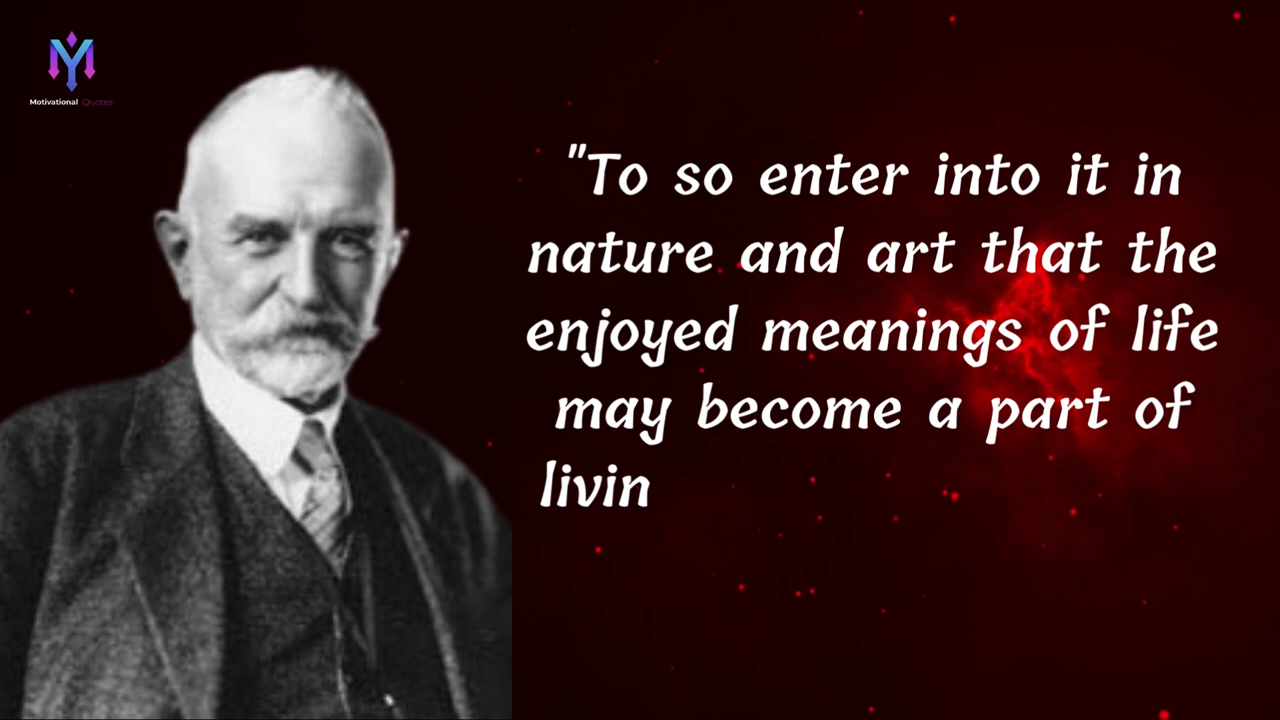 Motivational Quotes
"To so enter into it in
nature and art that the
enjoyed meanings of life
may become a part of
livin